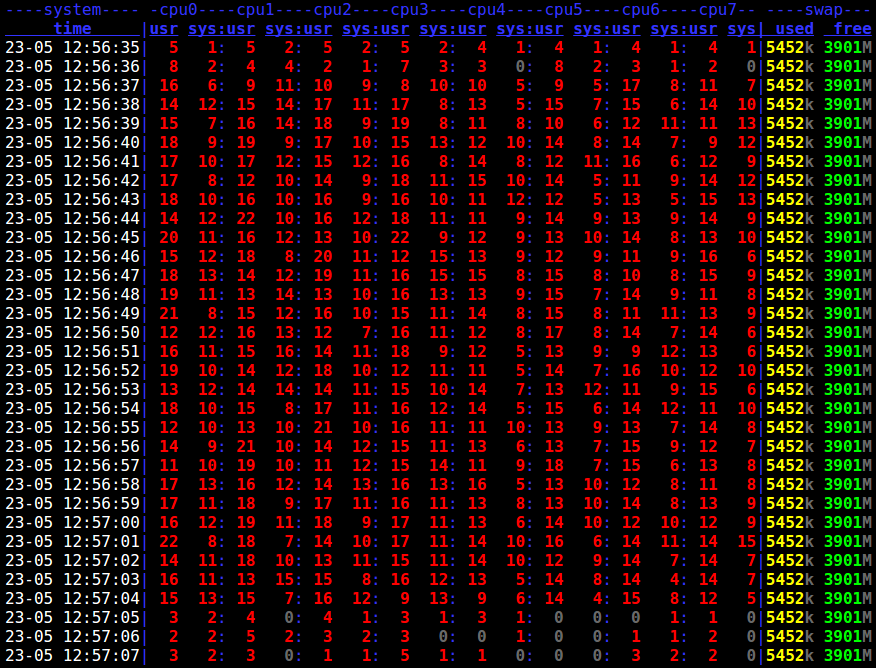 ----system---- -cpu0----cpu1----cpu2----cpu3----cpu4----cpu5----cpu6----cpu7-- ----swap---
     time     |usr sys:usr sys:usr sys:usr sys:usr sys:usr sys:usr sys:usr sys| used  free
23-05 12:56:35|  5   1:  5   2:  5   2:  5   2:  4   1:  4   1:  4   1:  4   1|5452k 3901M
23-05 12:56:36|  8   2:  4   4:  2   1:  7   3:  3   0:  8   2:  3   1:  2   0|5452k 3901M
23-05 12:56:37| 16   6:  9  11: 10   9:  8  10: 10   5:  9   5: 17   8: 11   7|5452k 3901M
23-05 12:56:38| 14  12: 15  14: 17  11: 17   8: 13   5: 15   7: 15   6: 14  10|5452k 3901M
23-05 12:56:39| 15   7: 16  14: 18   9: 19   8: 11   8: 10   6: 12  11: 11  13|5452k 3901M
23-05 12:56:40| 18   9: 19   9: 17  10: 15  13: 12  10: 14   8: 14   7:  9  12|5452k 3901M
23-05 12:56:41| 17  10: 17  12: 15  12: 16   8: 14   8: 12  11: 16   6: 12   9|5452k 3901M
23-05 12:56:42| 17   8: 12  10: 14   9: 18  11: 15  10: 14   5: 11   9: 14  12|5452k 3901M
23-05 12:56:43| 18  10: 16  10: 16   9: 16  10: 11  12: 12   5: 13   5: 15  13|5452k 3901M
23-05 12:56:44| 14  12: 22  10: 16  12: 18  11: 11   9: 14   9: 13   9: 14   9|5452k 3901M
23-05 12:56:45| 20  11: 16  12: 13  10: 22   9: 12   9: 13  10: 14   8: 13  10|5452k 3901M
23-05 12:56:46| 15  12: 18   8: 20  11: 12  15: 13   9: 12   9: 11   9: 16   6|5452k 3901M
23-05 12:56:47| 18  13: 14  12: 19  11: 16  15: 15   8: 15   8: 10   8: 15   9|5452k 3901M
23-05 12:56:48| 19  11: 13  14: 13  10: 16  13: 13   9: 15   7: 14   9: 11   8|5452k 3901M
23-05 12:56:49| 21   8: 15  12: 16  10: 15  11: 14   8: 15   8: 11  11: 13   9|5452k 3901M
23-05 12:56:50| 12  12: 16  13: 12   7: 16  11: 12   8: 17   8: 14   7: 14   6|5452k 3901M
23-05 12:56:51| 16  11: 15  16: 14  11: 18   9: 12   5: 13   9:  9  12: 13   6|5452k 3901M
23-05 12:56:52| 19  10: 14  12: 18  10: 12  11: 11   5: 14   7: 16  10: 12  10|5452k 3901M
23-05 12:56:53| 13  12: 14  14: 14  11: 15  10: 14   7: 13  12: 11   9: 15   6|5452k 3901M
23-05 12:56:54| 18  10: 15   8: 17  11: 16  12: 14   5: 15   6: 14  12: 11  10|5452k 3901M
23-05 12:56:55| 12  10: 13  10: 21  10: 16  11: 11  10: 13   9: 13   7: 14   8|5452k 3901M
23-05 12:56:56| 14   9: 21  10: 14  12: 15  11: 13   6: 13   7: 15   9: 12   7|5452k 3901M
23-05 12:56:57| 11  10: 19  10: 11  12: 15  14: 11   9: 18   7: 15   6: 13   8|5452k 3901M
23-05 12:56:58| 17  13: 16  12: 14  13: 16  13: 16   5: 13  10: 12   8: 11   8|5452k 3901M
23-05 12:56:59| 17  11: 18   9: 17  11: 16  11: 13   8: 13  10: 14   8: 13   9|5452k 3901M
23-05 12:57:00| 16  12: 19  11: 18   9: 17  11: 13   6: 14  10: 12  10: 12   9|5452k 3901M
23-05 12:57:01| 22   8: 18   7: 14  10: 17  11: 14  10: 16   6: 14  11: 14  15|5452k 3901M
23-05 12:57:02| 14  11: 18  10: 13  11: 15  11: 14  10: 12   9: 14   7: 14   7|5452k 3901M
23-05 12:57:03| 16  11: 13  15: 15   8: 16  12: 13   5: 14   8: 14   4: 14   7|5452k 3901M
23-05 12:57:04| 15  13: 15   7: 16  12:  9  13:  9   6: 14   4: 15   8: 12   5|5452k 3901M
23-05 12:57:05|  3   2:  4   0:  4   1:  3   1:  3   1:  0   0:  0   1:  1   0|5452k 3901M
23-05 12:57:06|  2   2:  5   2:  3   2:  3   0:  0   1:  0   0:  1   1:  2   0|5452k 3901M
23-05 12:57:07|  3   2:  3   0:  1   1:  5   1:  1   0:  0   0:  3   2:  2   0|5452k 3901M